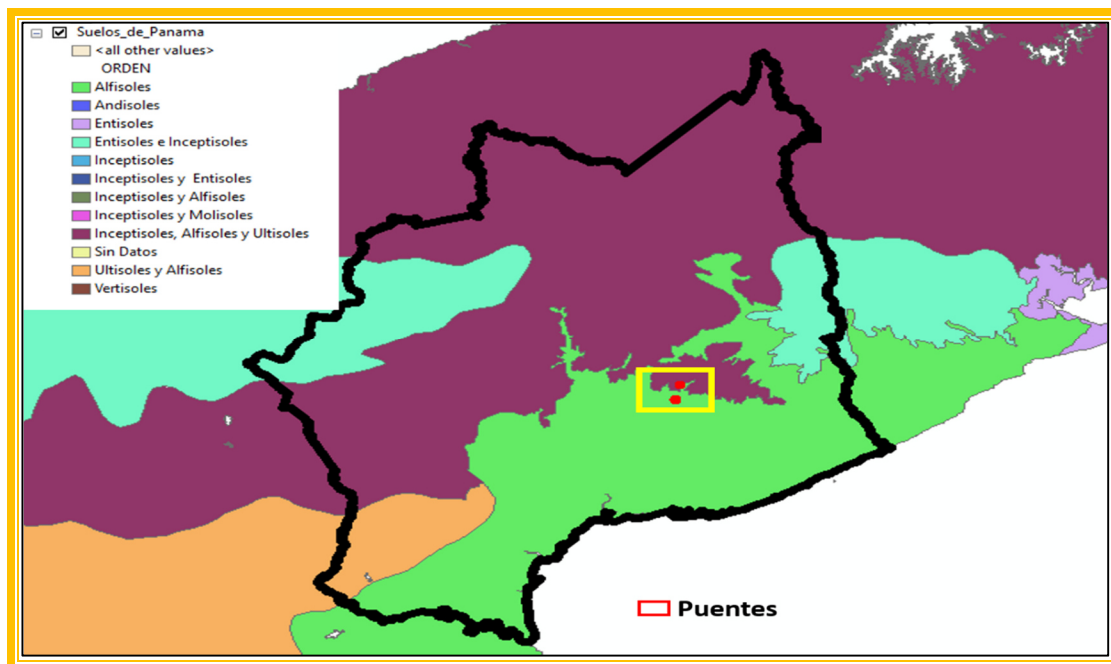 Suelos_de_Panama
<all other values>
ORDEN
Alfisoles
Andisoles
Entisoles
Entisoles e Inceptisoles
Inceptisoles
Inceptisoles y Entisoles
Inceptisoles y Alfisoles
Inceptisoles y Molisoles
Inceptisoles, Alfisoles y Ultisoles
Sin Datos
Ultisoles y Alfisoles
Vertisoles
Puentes